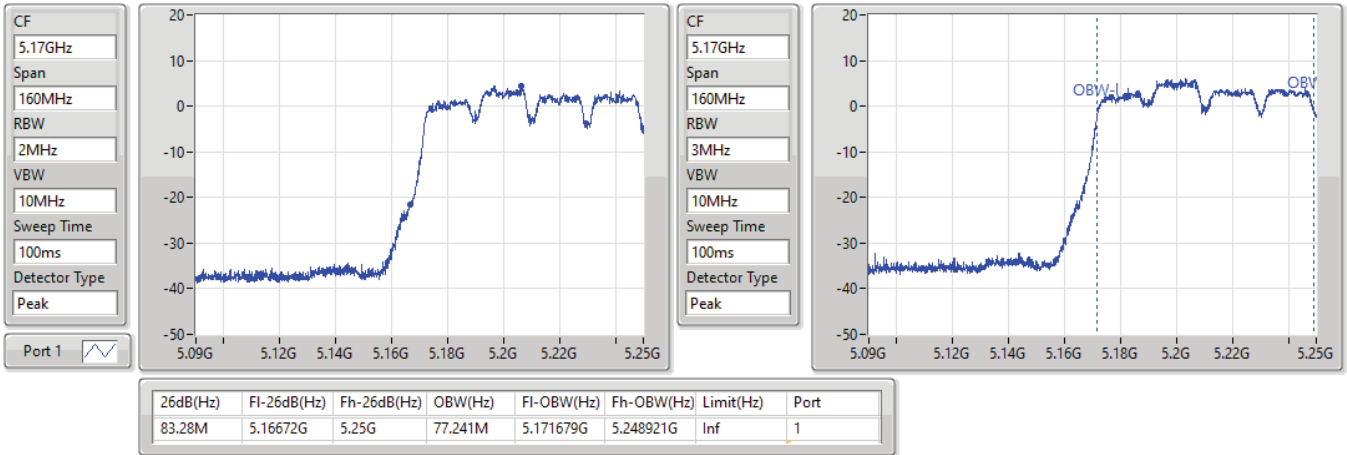 CF
5.17GHz
Span
160MHz
RBW
2MHz
VBW
10MHz
Sweep Time
100ms
Detector Type
Peak
Port 1
20-
10-
0-
-10-
-20-
-30-
-40-
-50-
5.09G 5.12G 5.14G 5.16G 5.18G 5.2G 5.22G 5.25G
CF
5.17GHz
Span
160MHz
RBW
3MHz
VBW
10MHz
Sweep Time
100ms
Detector Type
Peak
20-
10-
0-
-10-
-20-
-30-
-40-
-50-
OBW-l
OBW
5.09G 5.12G 5.14G 5.16G 5.18G 5.2G 5.22G 5.25G
26dB(Hz) Fl-26dB(Hz) Fh-26dB(Hz) OBW(Hz) Fl-OBW(Hz) Fh-OBW(Hz) Limit(Hz) Port
83.28M 5.16672G 5.25G 77.241M 5.171679G 5.248921G Inf 1